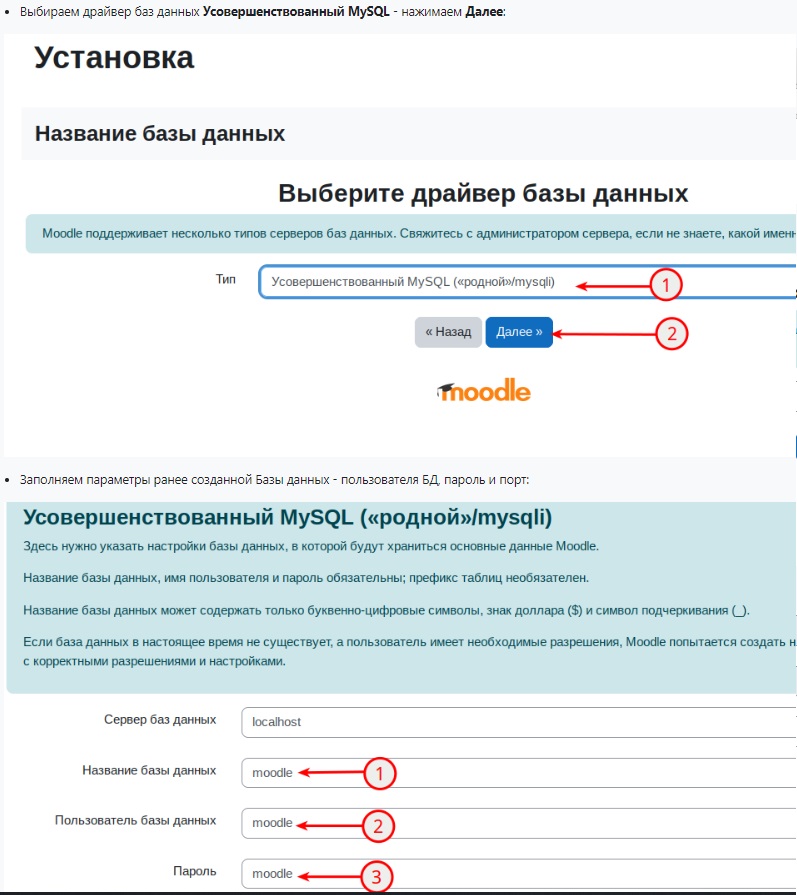 Выбираем драйвер баз данных Усовершенствованный MySQL - нажимаем Далее:
Установка
Название базы данных
Выберите драйвер базы данных
Moodle поддерживает несколько типов серверов баз данных. Свяжитесь с администратором сервера, если не знаете, какой именн
Тип
Усовершенствованный MySQL («родной»/mysqli)
1
« Назад
Далее »
2
moodle
Заполняем параметры ранее созданной Базы данных - пользователя БД, пароль и порт:
Усовершенствованный MySQL («родной»/mysqli)
Здесь нужно указать настройки базы данных, в которой будут храниться основные данные Moodle.
Название базы данных, имя пользователя и пароль обязательны; префикс таблиц необязателен.
Название базы данных может содержать только буквенно-цифровые символы, знак доллара ($) и символ подчеркивания (_).
Если база данных в настоящее время не существует, а пользователь имеет необходимые разрешения, Moodle попытается создать н
с корректными разрешениями и настройками.
Сервер баз данных
localhost
Название базы данных
moodle
1
Пользователь базы данных
moodle
2
Пароль
moodle
3